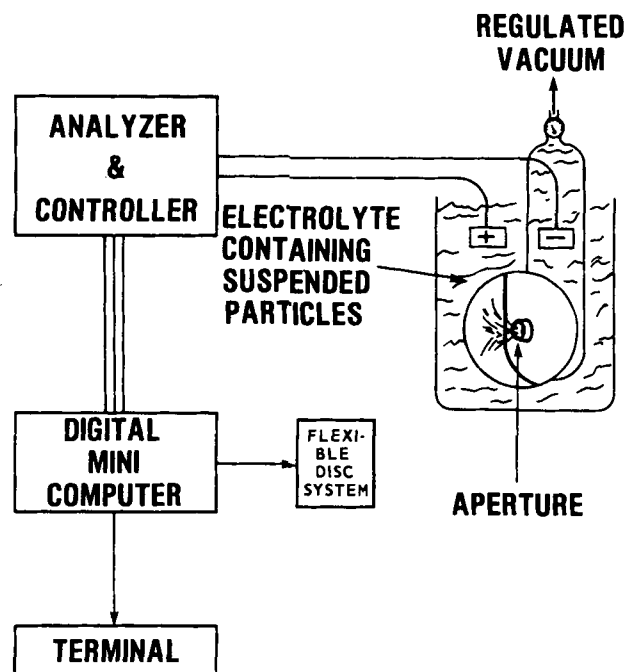 REGULATED
VACUUM
ANALYZER
&
CONTROLLER
ELECTROLYTE
CONTAINING
SUSPENDED
PARTICLES
+
−
DIGITAL
MINI
COMPUTER
FLEXI-
BLE
DISC
SYSTEM
APERTURE
TERMINAL